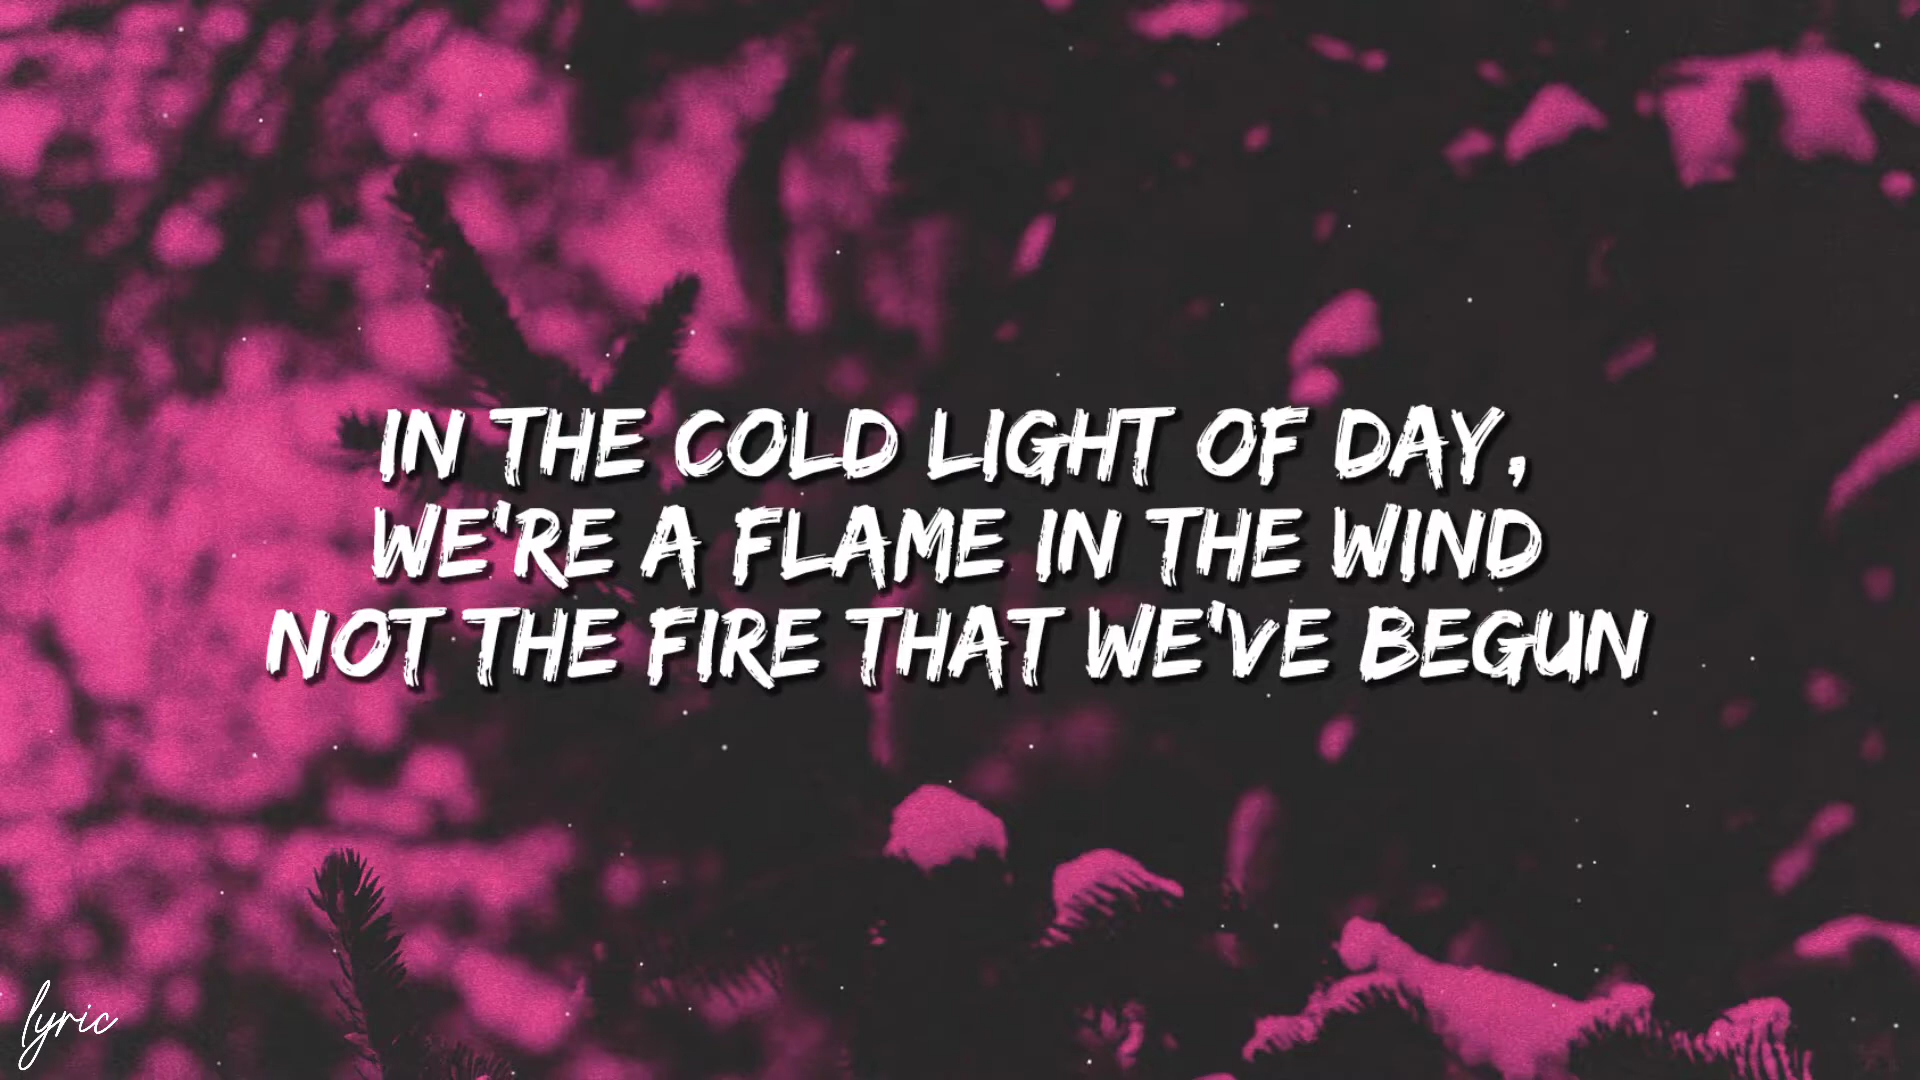 IN THE COLD LIGHT OF DAY,
WE'RE A FLAME IN THE WIND
NOT THE FIRE THAT WE'VE BEGUN
lyric